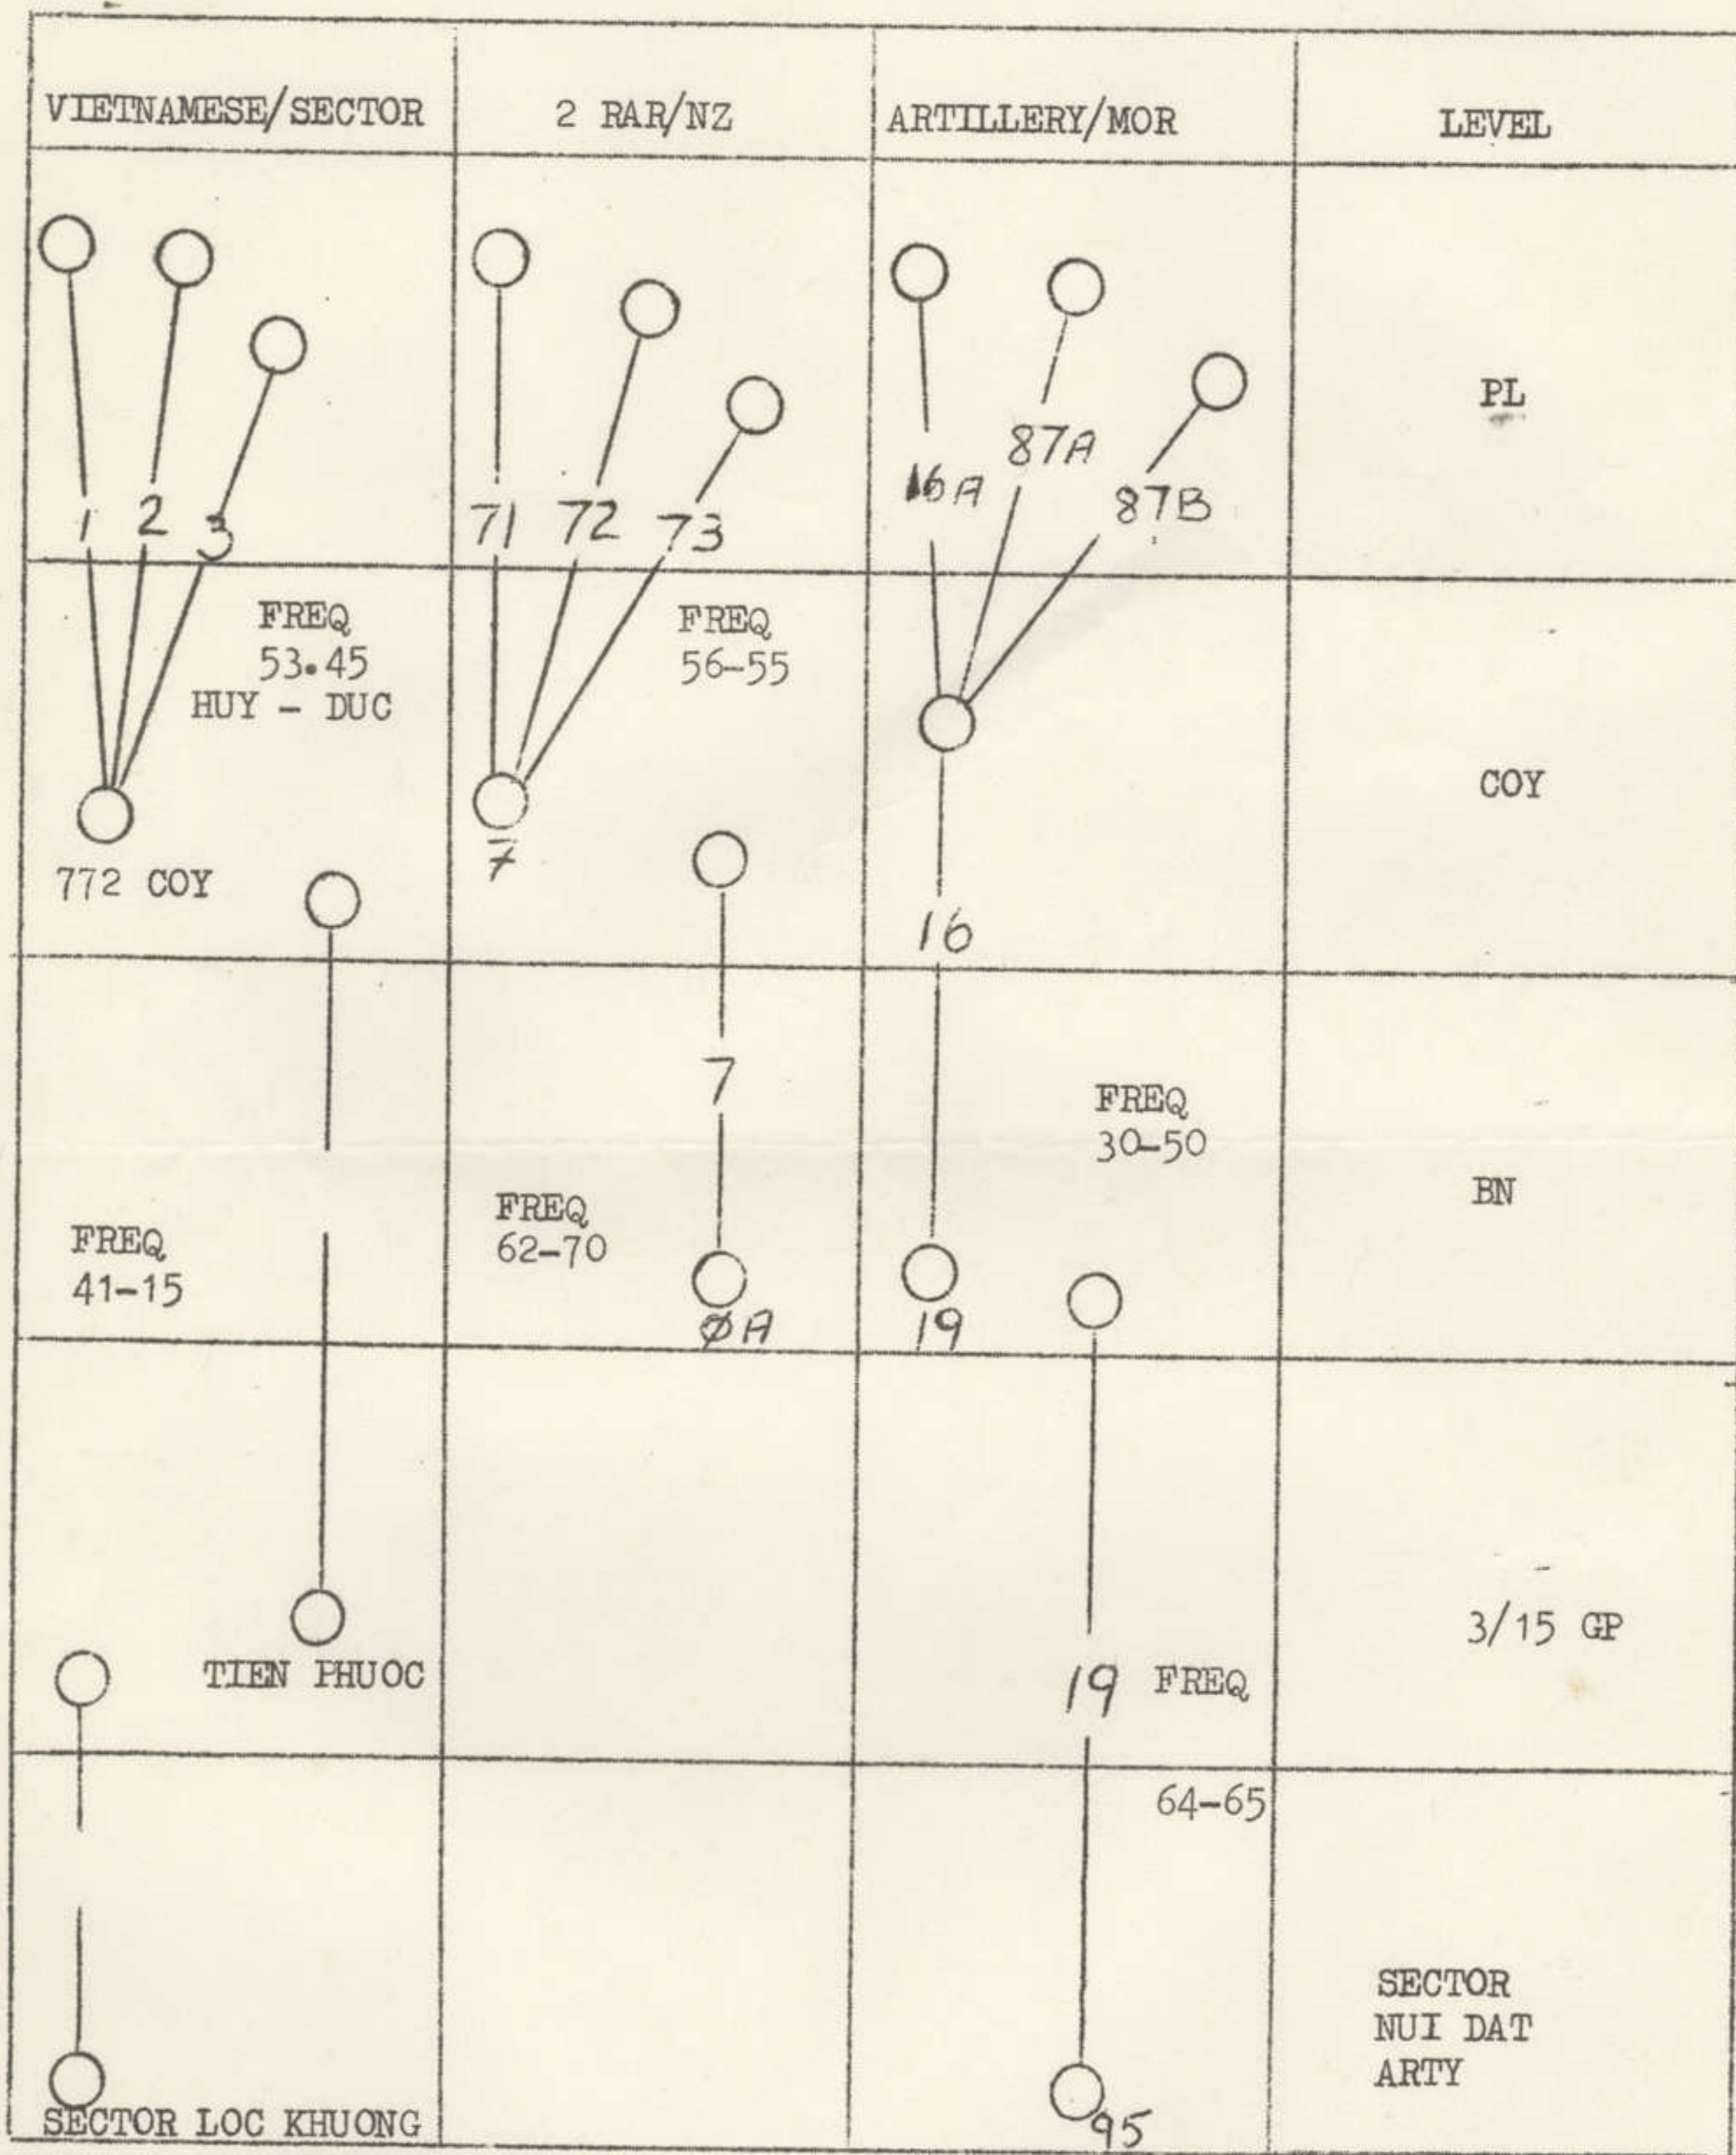 VIETNAMESE/SECTOR
2 RAR/NZ
ARTILLERY/MOR
LEVEL
1
2
3
71
72
73
16A
87A
87B
PL
FREQ
53.45
HUY - DUC
772 COY
FREQ
56-55
7
16
COY
FREQ
41-15
7
FREQ
62-70
ØA
FREQ
30-50
19
BN
TIEN PHUOC
19 FREQ
3/15 GP
SECTOR LOC KHUONG
64-65
95
SECTOR
NUI DAT
ARTY